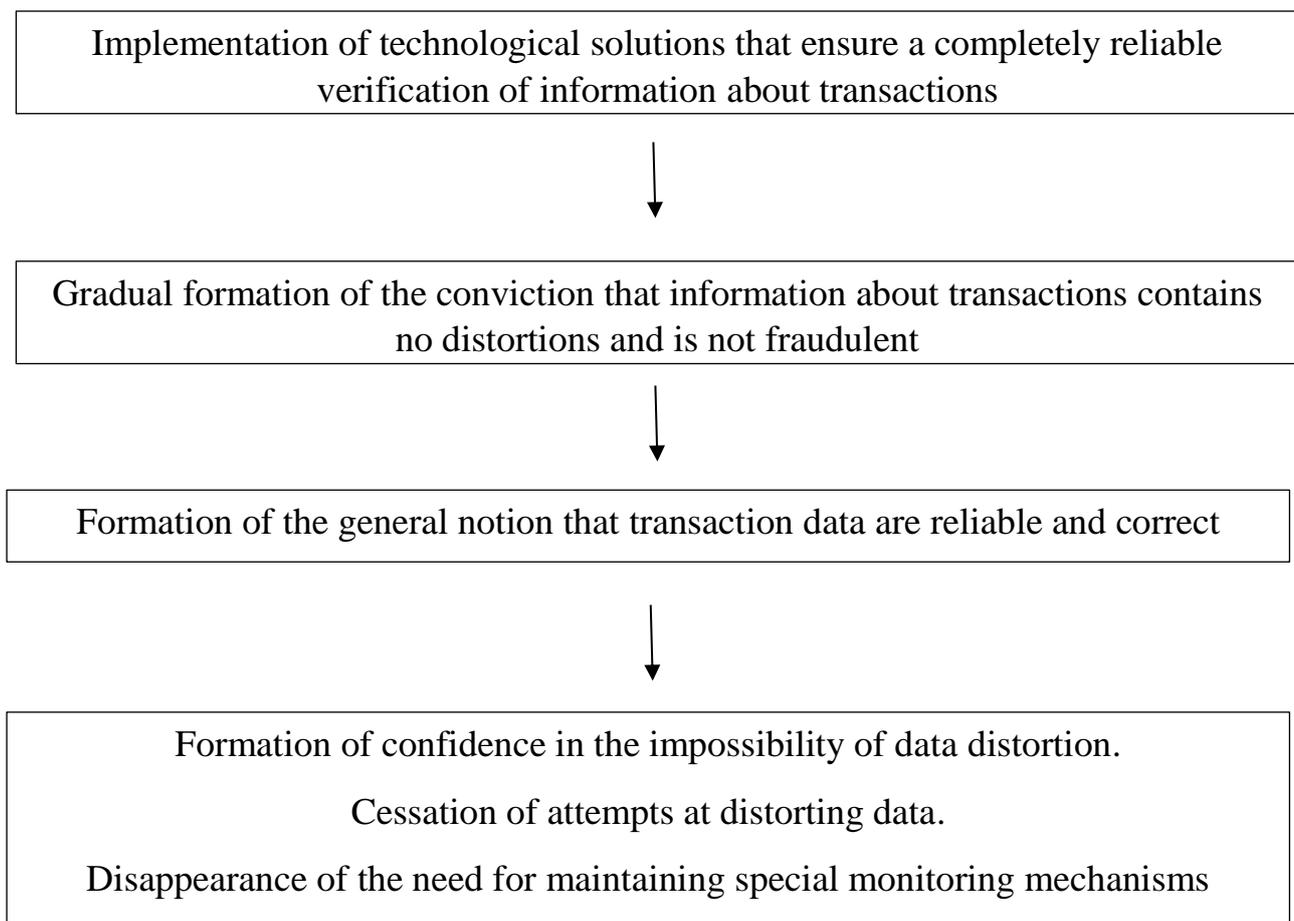 Implementation of technological solutions that ensure a completely reliable
verification of information about transactions
Gradual formation of the conviction that information about transactions contains
no distortions and is not fraudulent
Formation of the general notion that transaction data are reliable and correct
Formation of confidence in the impossibility of data distortion.
Cessation of attempts at distorting data.
Disappearance of the need for maintaining special monitoring mechanisms